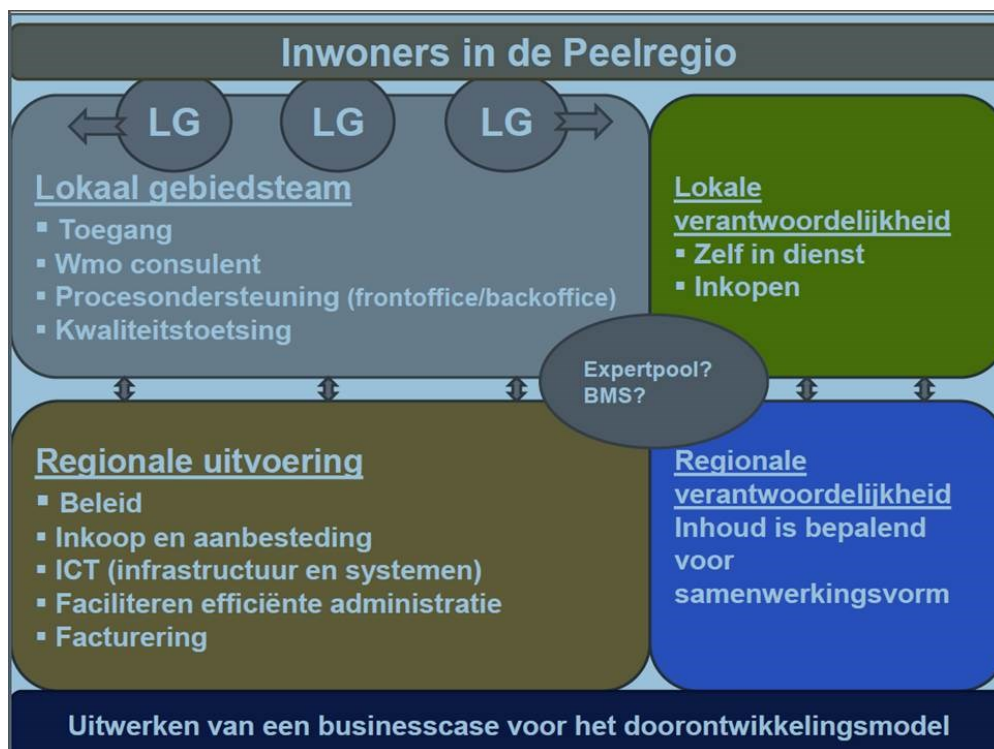 Inwoners in de Peelregio
LG LG LG
Lokaal gebiedsteam
▪ Toegang
▪ Wmo consulent
▪ Procesondersteuning (frontoffice/backoffice)
▪ Kwaliteitstoetsing
Lokale
verantwoordelijkheid
▪ Zelf in dienst
▪ Inkopen
Expertpool?
BMS?
Regionale uitvoering
▪ Beleid
▪ Inkoop en aanbesteding
▪ ICT (infrastructuur en systemen)
▪ Faciliteren efficiënte administratie
▪ Facturering
Regionale
verantwoordelijkheid
Inhoud is bepalend
voor
samenwerkingsvorm
Uitwerken van een businesscase voor het doorontwikkelingsmodel